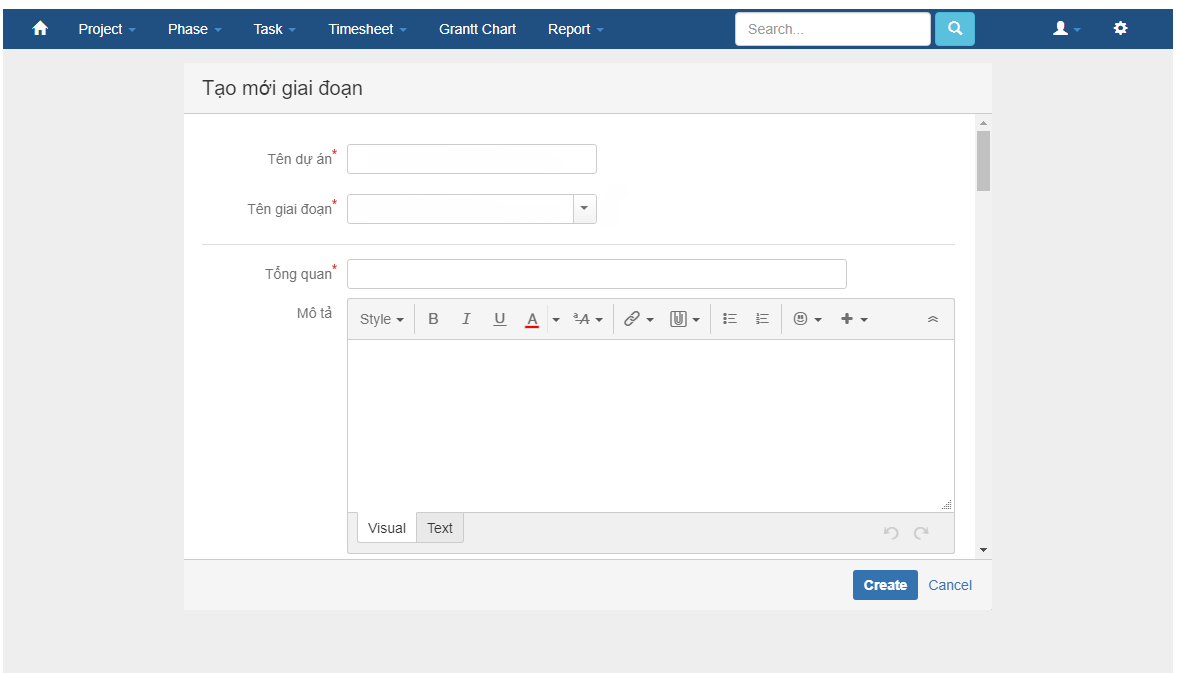 Project Phase Task Timesheet Grantt Chart Report Search...
Tạo mới giai đoạn
Tên dự án*
Tên giai đoạn*
Tổng quan*
Mô tả
Style B I U A ªA
Visual Text
Create Cancel